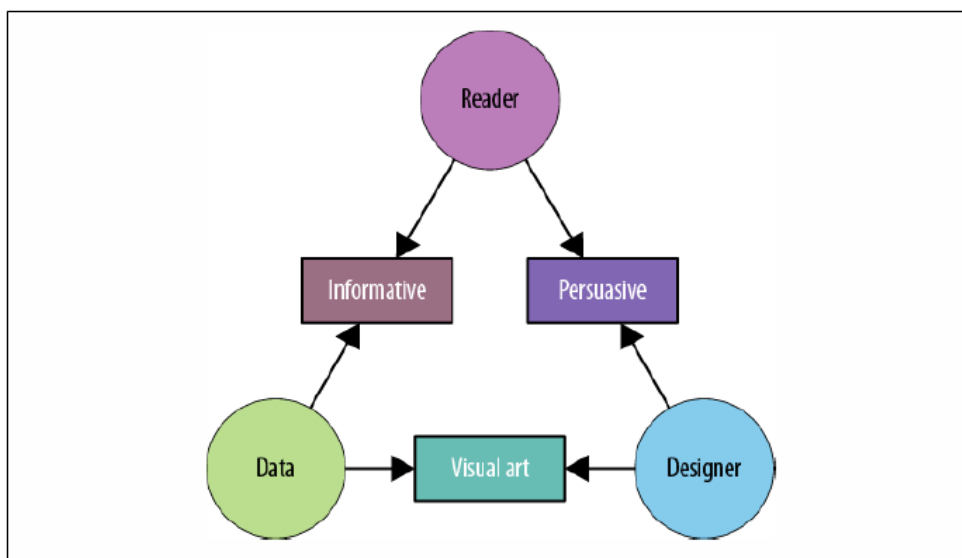 Reader
Informative
Persuasive
Data
Visual art
Designer